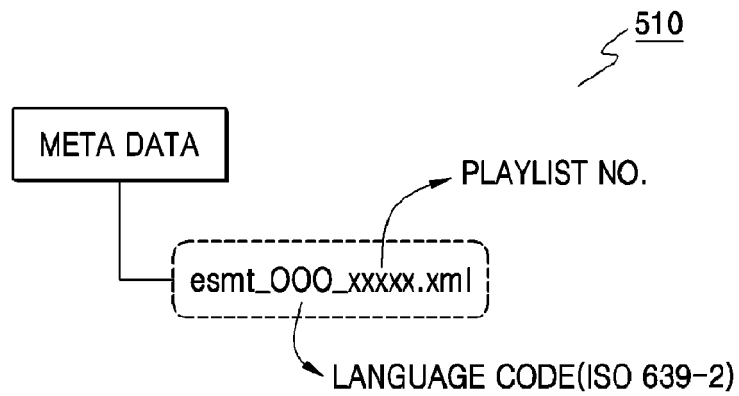 510
META DATA
PLAYLIST NO.
esmt_OOO_xxxxx.xml
LANGUAGE CODE(ISO 639-2)